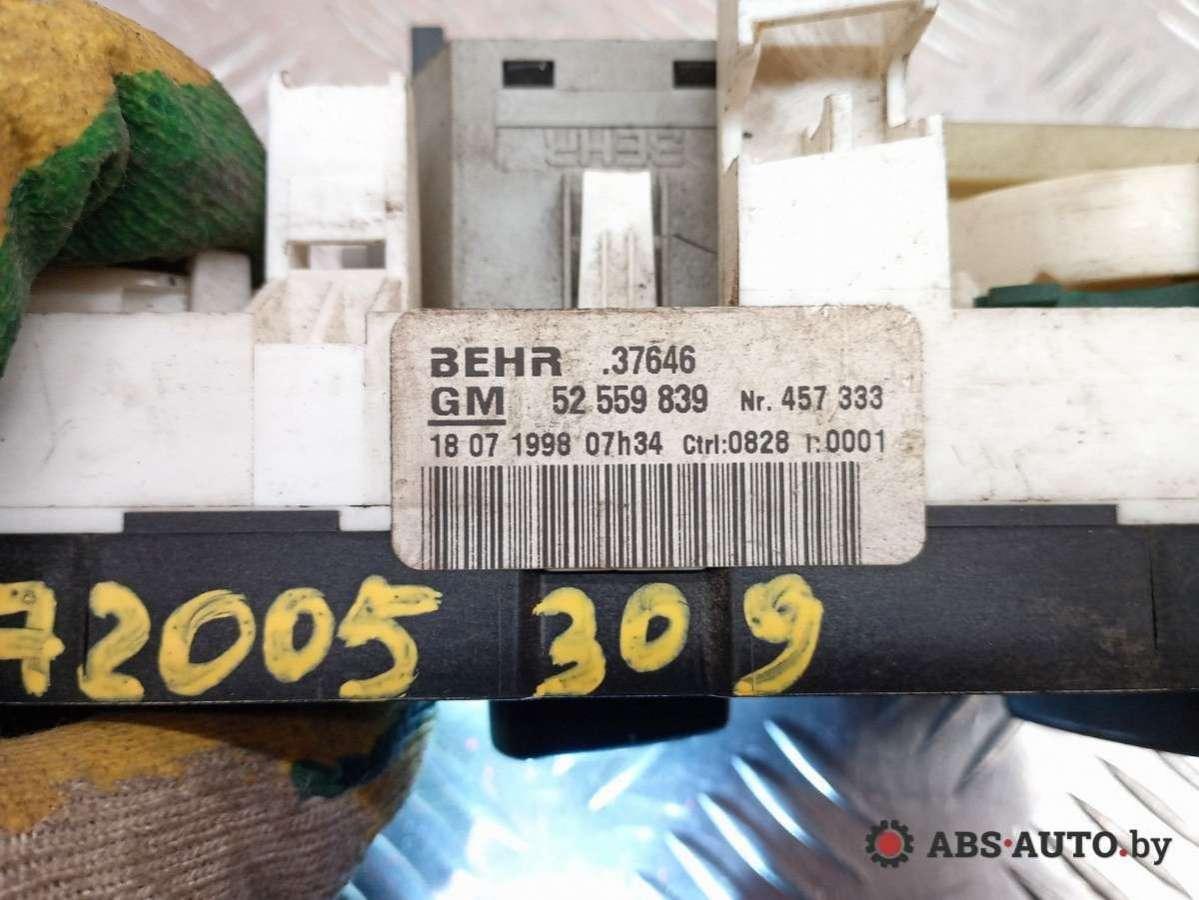 BEHR
BEHR .37646
GM 52 559 839 Nr. 457 333
18 07 1998 07h34 Ctrl:0828 I:0001
72005 309
ABS·AUTO.by